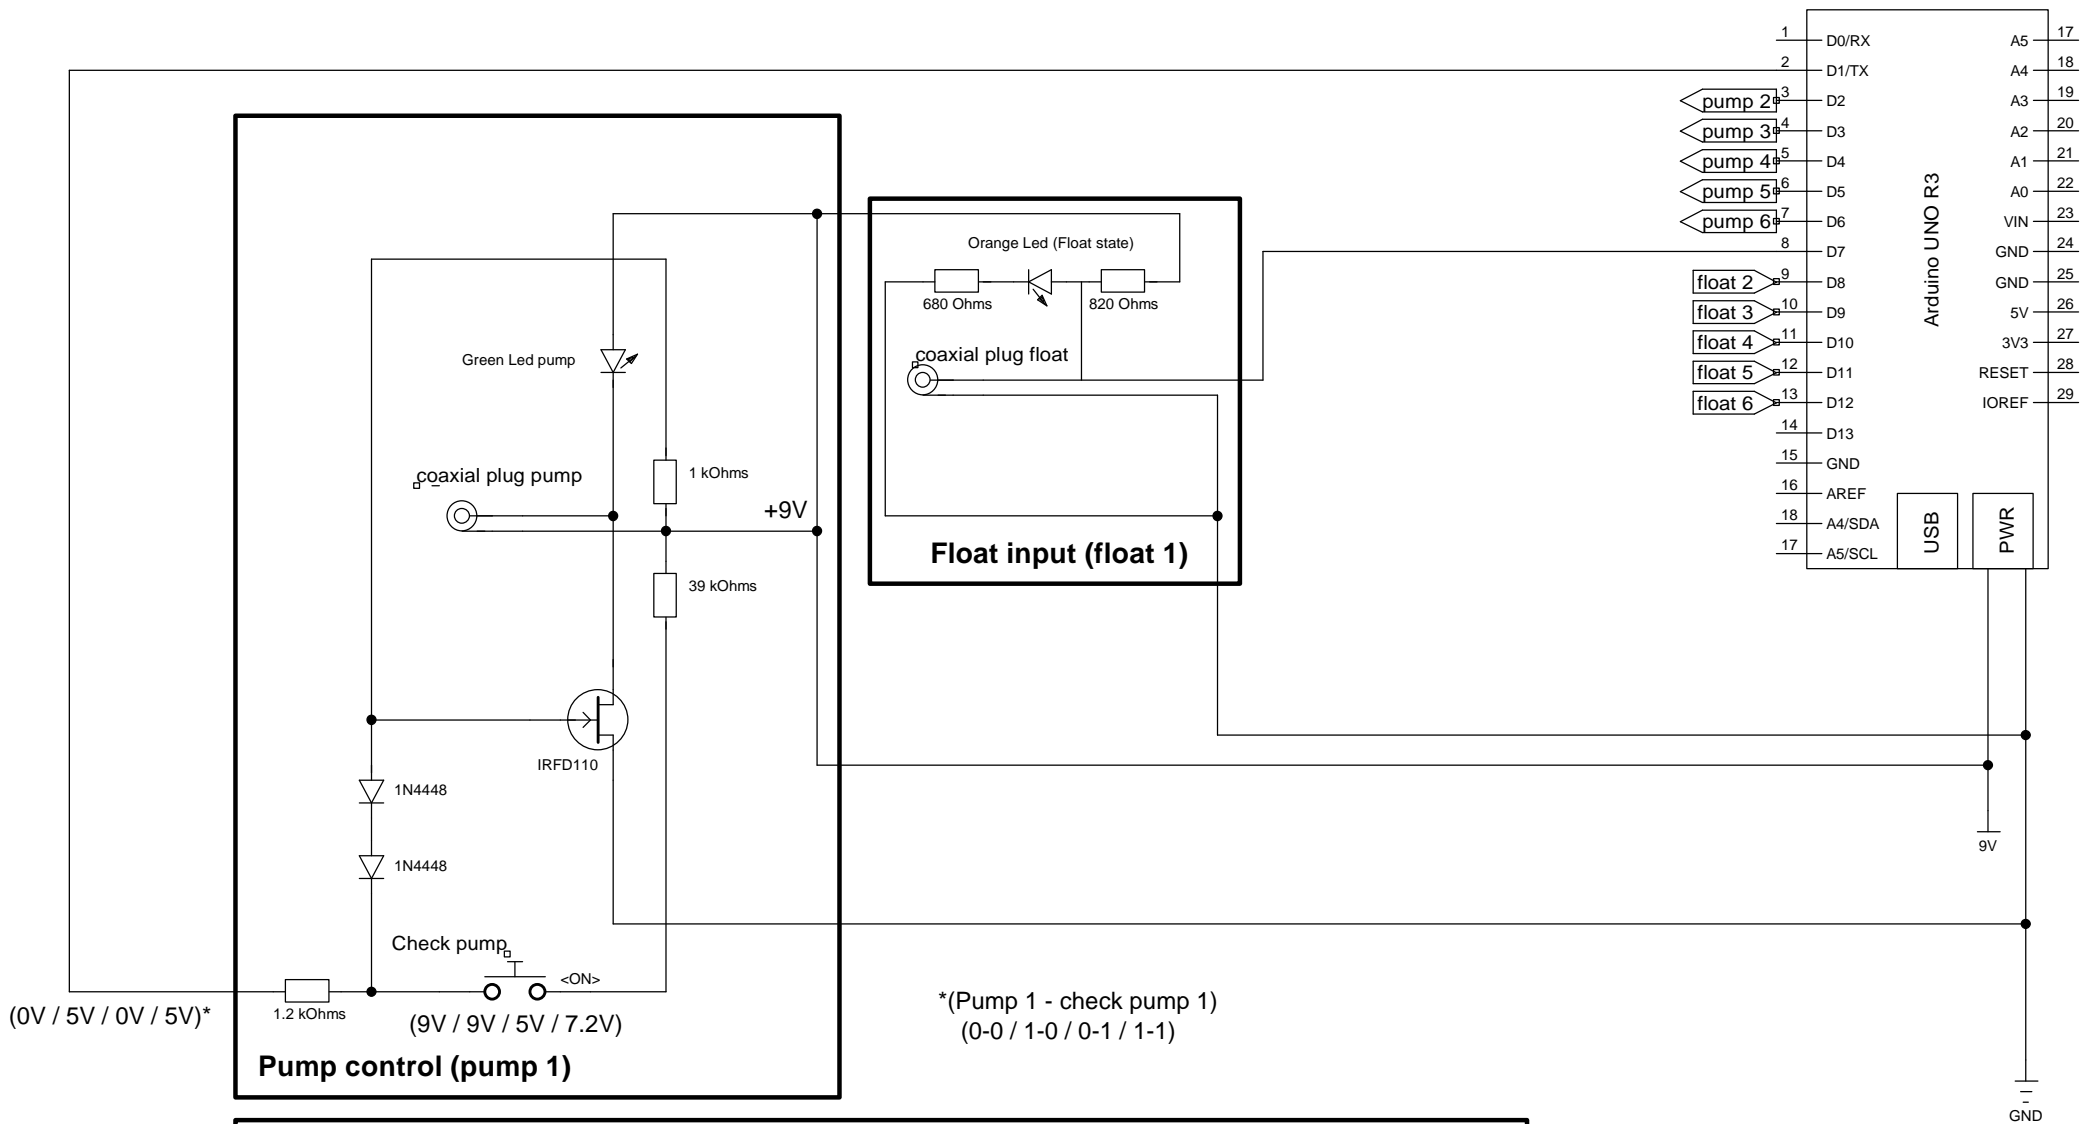 1
D0/RX
A5
17
2
D1/TX
A4
18
pump 2
3
D2
A3
19
pump 3
4
D3
A2
20
pump 4
5
D4
A1
21
pump 5
6
D5
A0
22
pump 6
7
D6
VIN
23
8
D7
GND
24
float 2
9
D8
GND
25
float 3
10
D9
5V
26
float 4
11
D10
3V3
27
float 5
12
D11
RESET
28
float 6
13
D12
IOREF
29
14
D13
15
GND
16
AREF
18
A4/SDA
17
A5/SCL
Arduino UNO R3
USB
PWR
Orange Led (Float state)
680 Ohms
820 Ohms
coaxial plug float
Float input (float 1)
Green Led pump
coaxial plug pump
1 kOhms
+9V
39 kOhms
IRFD110
1N4448
1N4448
9V
Check pump
<ON>
1.2 kOhms
(0V / 5V / 0V / 5V)*
(9V / 9V / 5V / 7.2V)
*(Pump 1 - check pump 1)
(0-0 / 1-0 / 0-1 / 1-1)
Pump control (pump 1)
GND